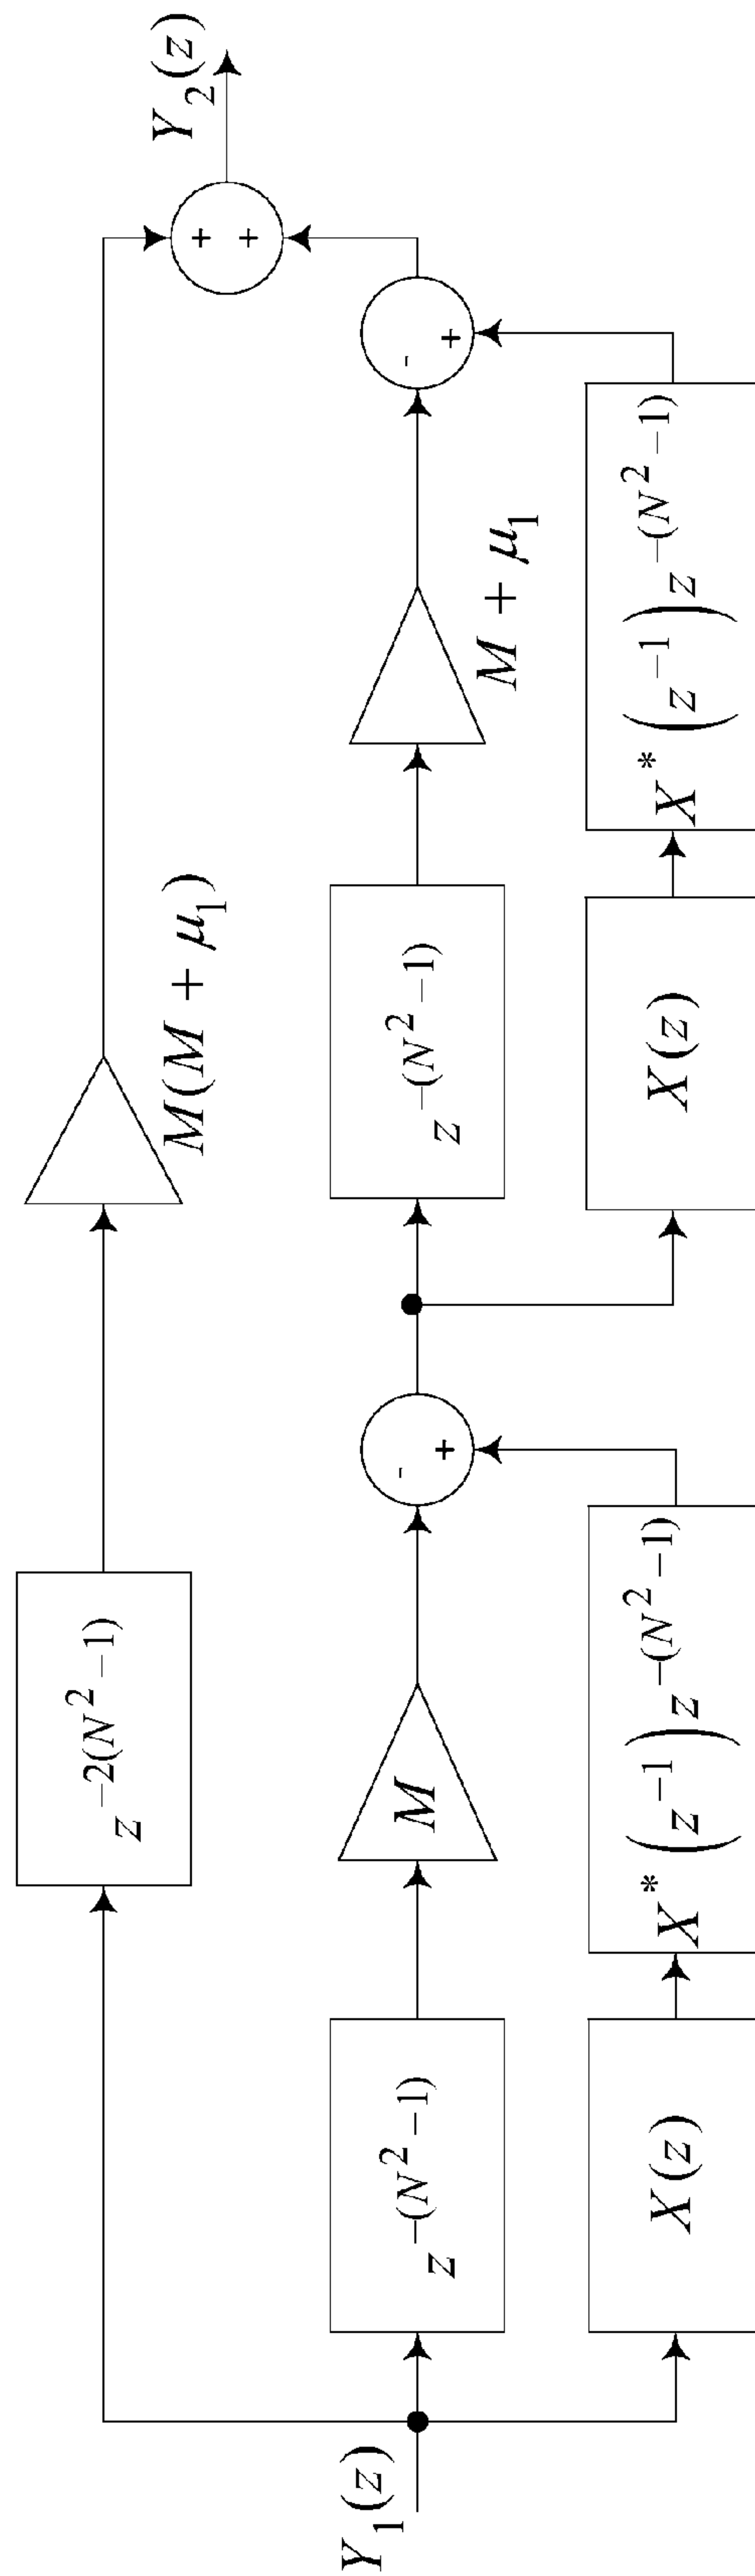 Y_1(z)
z^{-2(N^2-1)}
M(M + μ_1)
+
+
Y_2(z)
z^{-(N^2-1)}
M
-
+
z^{-(N^2-1)}
M + μ_1
-
+
X(z)
X^*(z^{-1})z^{-(N^2-1)}
X(z)
X^*(z^{-1})z^{-(N^2-1)}